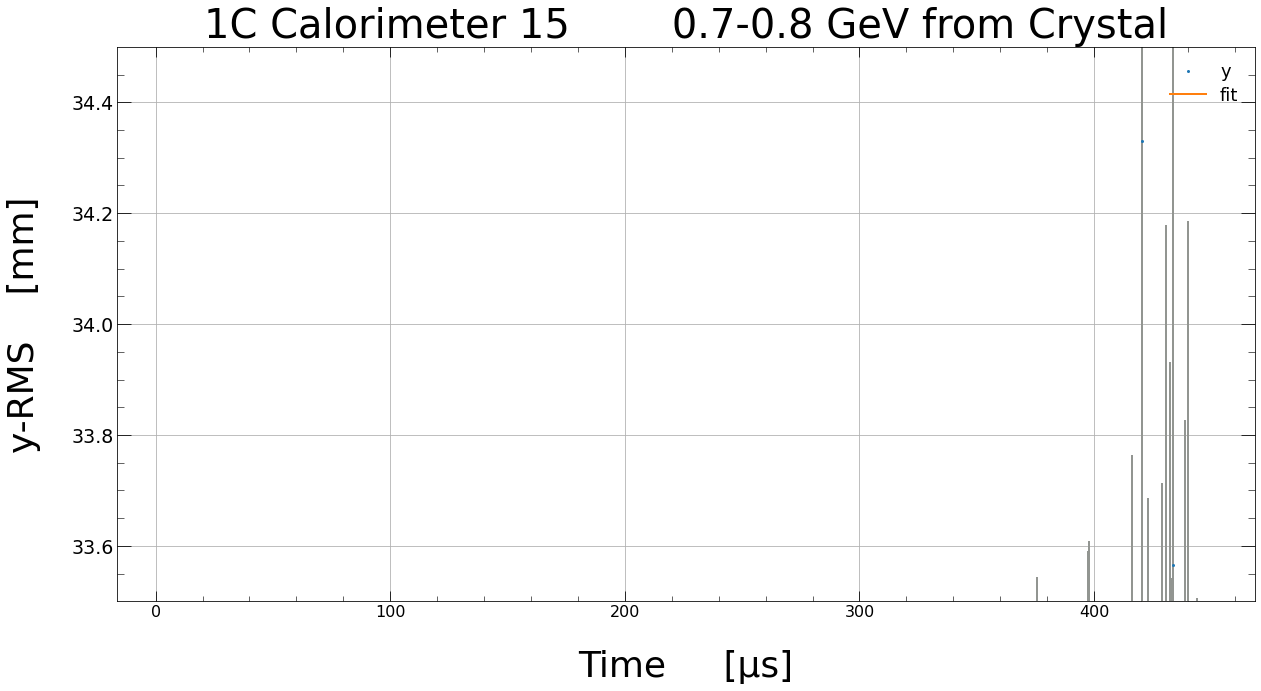 1C Calorimeter 15 0.7-0.8 GeV from Crystal
y
fit
34.4
34.2
34.0
33.8
33.6
y-RMS [mm]
0 100 200 300 400
Time [µs]